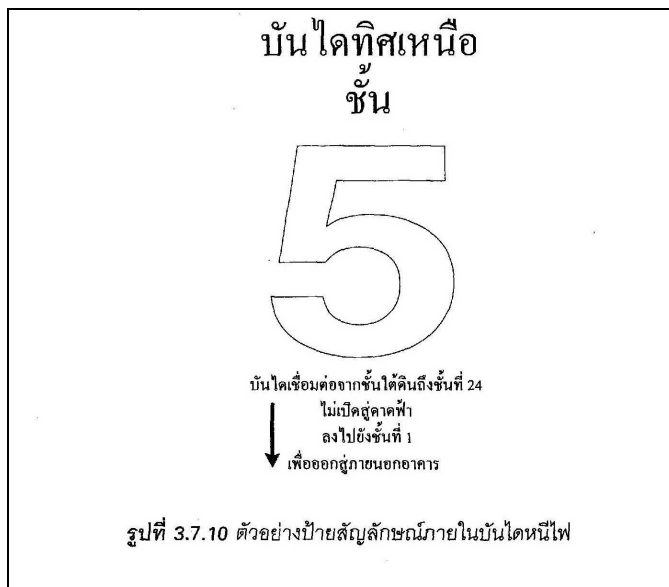 บันไดทิศเหนือ
ชั้น
5
บันไดเชื่อมต่อจากชั้นใต้ดินถึงชั้นที่ 24
ไม่เปิดสู่ดาดฟ้า
ลงไปยังชั้นที่ 1
เพื่อออกสู่ภายนอกอาคาร
รูปที่ 3.7.10 ตัวอย่างป้ายสัญลักษณ์ภายในบันไดหนีไฟ